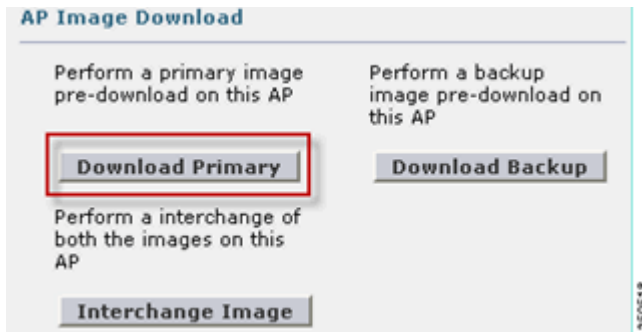 AP Image Download
Perform a primary image
pre-download on this AP
Download Primary
Perform a backup
image pre-download on
this AP
Download Backup
Perform a interchange of
both the images on this
AP
Interchange Image